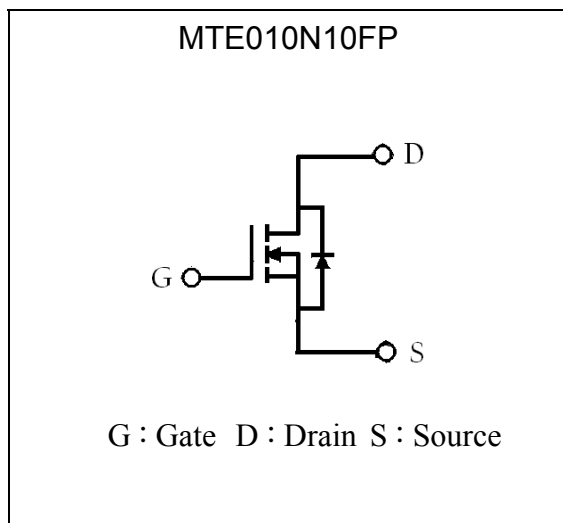 MTE010N10FP
D
G
S
G：Gate D：Drain S：Source